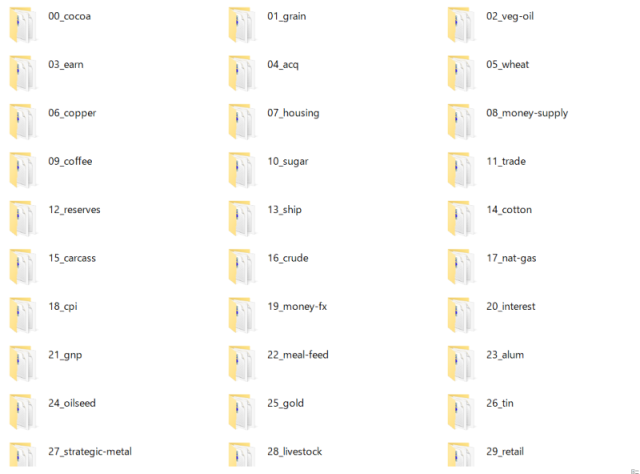 00_cocoa
01_grain
02_veg-oil
03_earn
04_acq
05_wheat
06_copper
07_housing
08_money-supply
09_coffee
10_sugar
11_trade
12_reserves
13_ship
14_cotton
15_carcass
16_crude
17_nat-gas
18_cpi
19_money-fx
20_interest
21_gnp
22_meal-feed
23_alum
24_oilseed
25_gold
26_tin
27_strategic-metal
28_livestock
29_retail